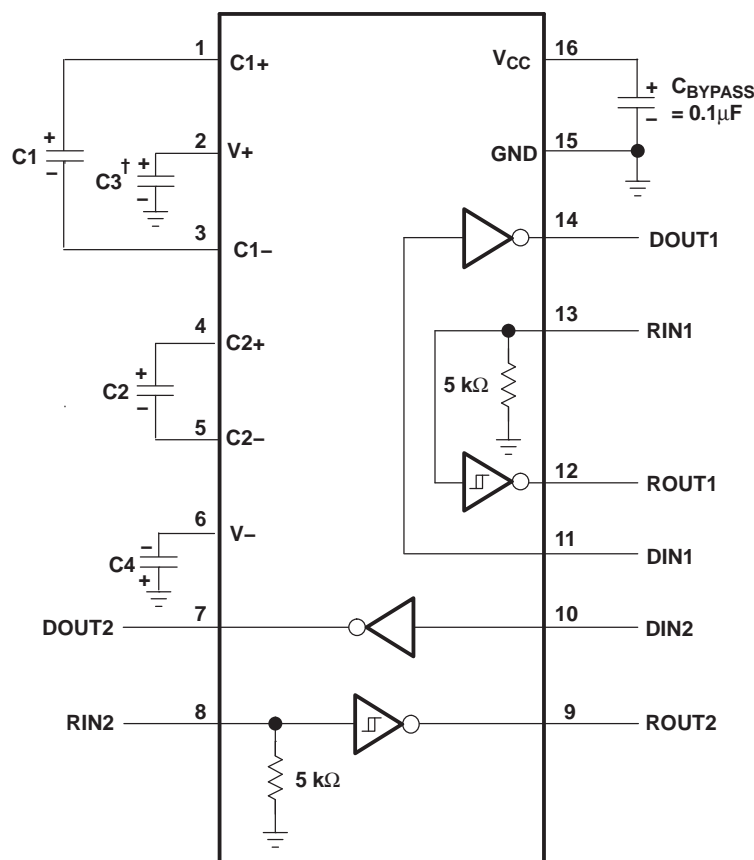 1
C1+
VCC
16
+
CBYPASS
= 0.1μF
−
+
C1
−
2
V+
C3†
+
−
GND
15
3
C1−
14
DOUT1
4
C2+
13
RIN1
+
C2
−
5 kΩ
5
C2−
12
ROUT1
6
V−
−
C4
+
11
DIN1
DOUT2
7
10
DIN2
RIN2
8
9
ROUT2
5 kΩ